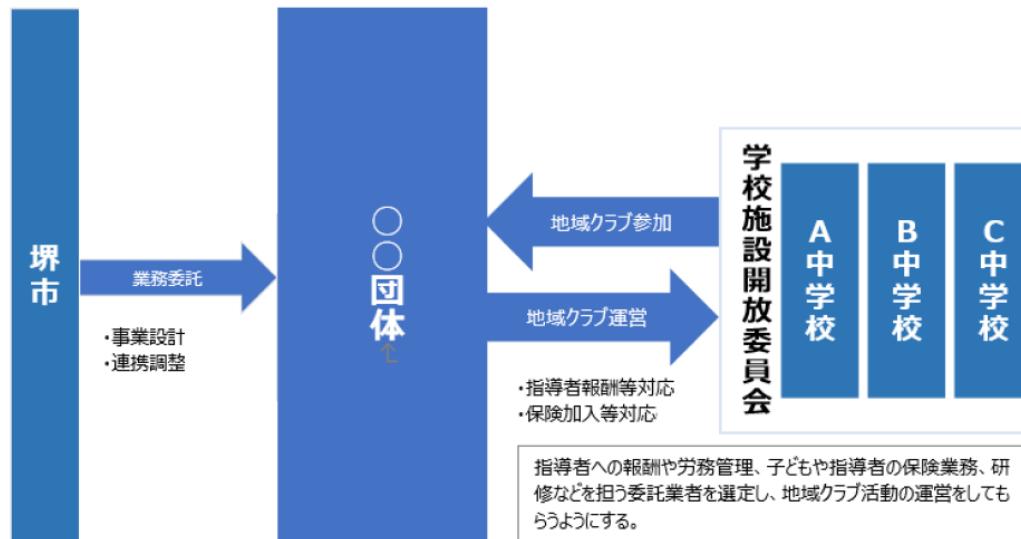 堺市
業務委託
・事業設計
・連携調整
○○団体
地域クラブ参加
地域クラブ運営
・指導者報酬等対応
・保険加入等対応
学校施設開放委員会
A中学校
B中学校
C中学校
指導者への報酬や労務管理、子どもや指導者の保険業務、研
修などを担う委託業者を選定し、地域クラブ活動の運営をしても
らうようにする。